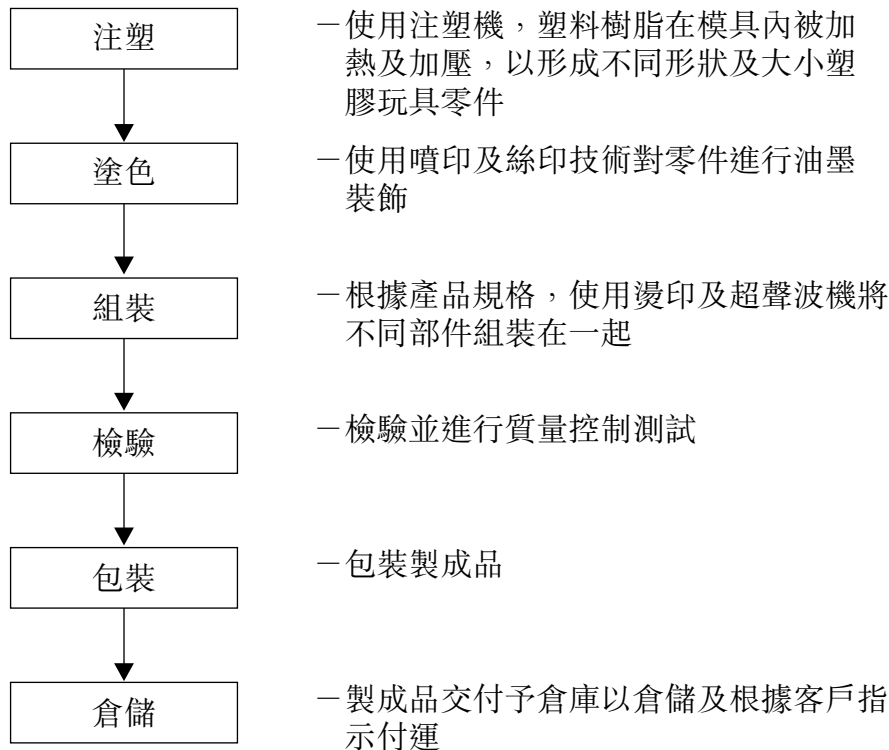 注塑
－使用注塑機，塑料樹脂在模具內被加
熱及加壓，以形成不同形狀及大小塑
膠玩具零件
塗色
－使用噴印及絲印技術對零件進行油墨
裝飾
組裝
－根據產品規格，使用燙印及超聲波機將
不同部件組裝在一起
檢驗
－檢驗並進行質量控制測試
包裝
－包裝製成品
倉儲
－製成品交付予倉庫以倉儲及根據客戶指
示付運